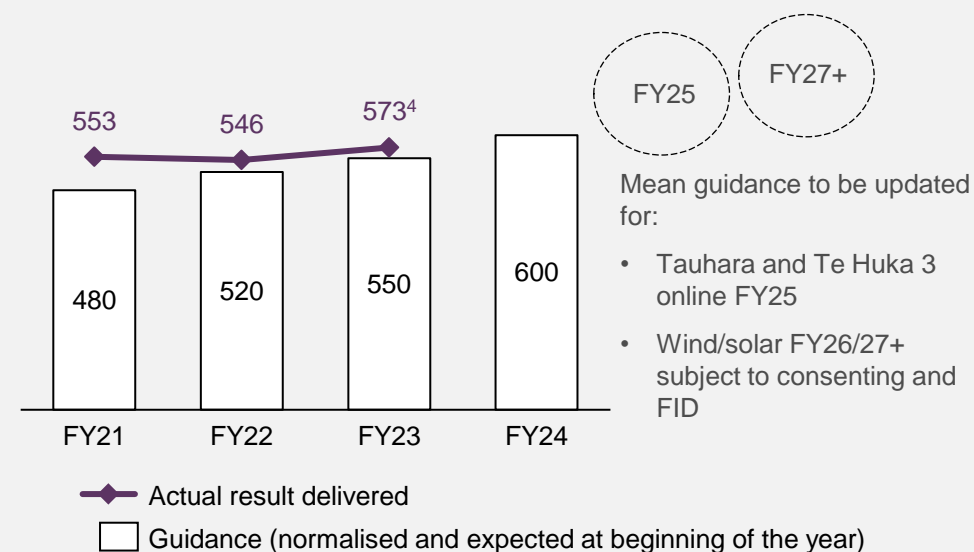 553
546
573⁴
480
520
550
600
FY21
FY22
FY23
FY24
Actual result delivered
Guidance (normalised and expected at beginning of the year)
FY25
FY27+
Mean guidance to be updated
for:
• Tauhara and Te Huka 3
online FY25
• Wind/solar FY26/27+
subject to consenting and
FID